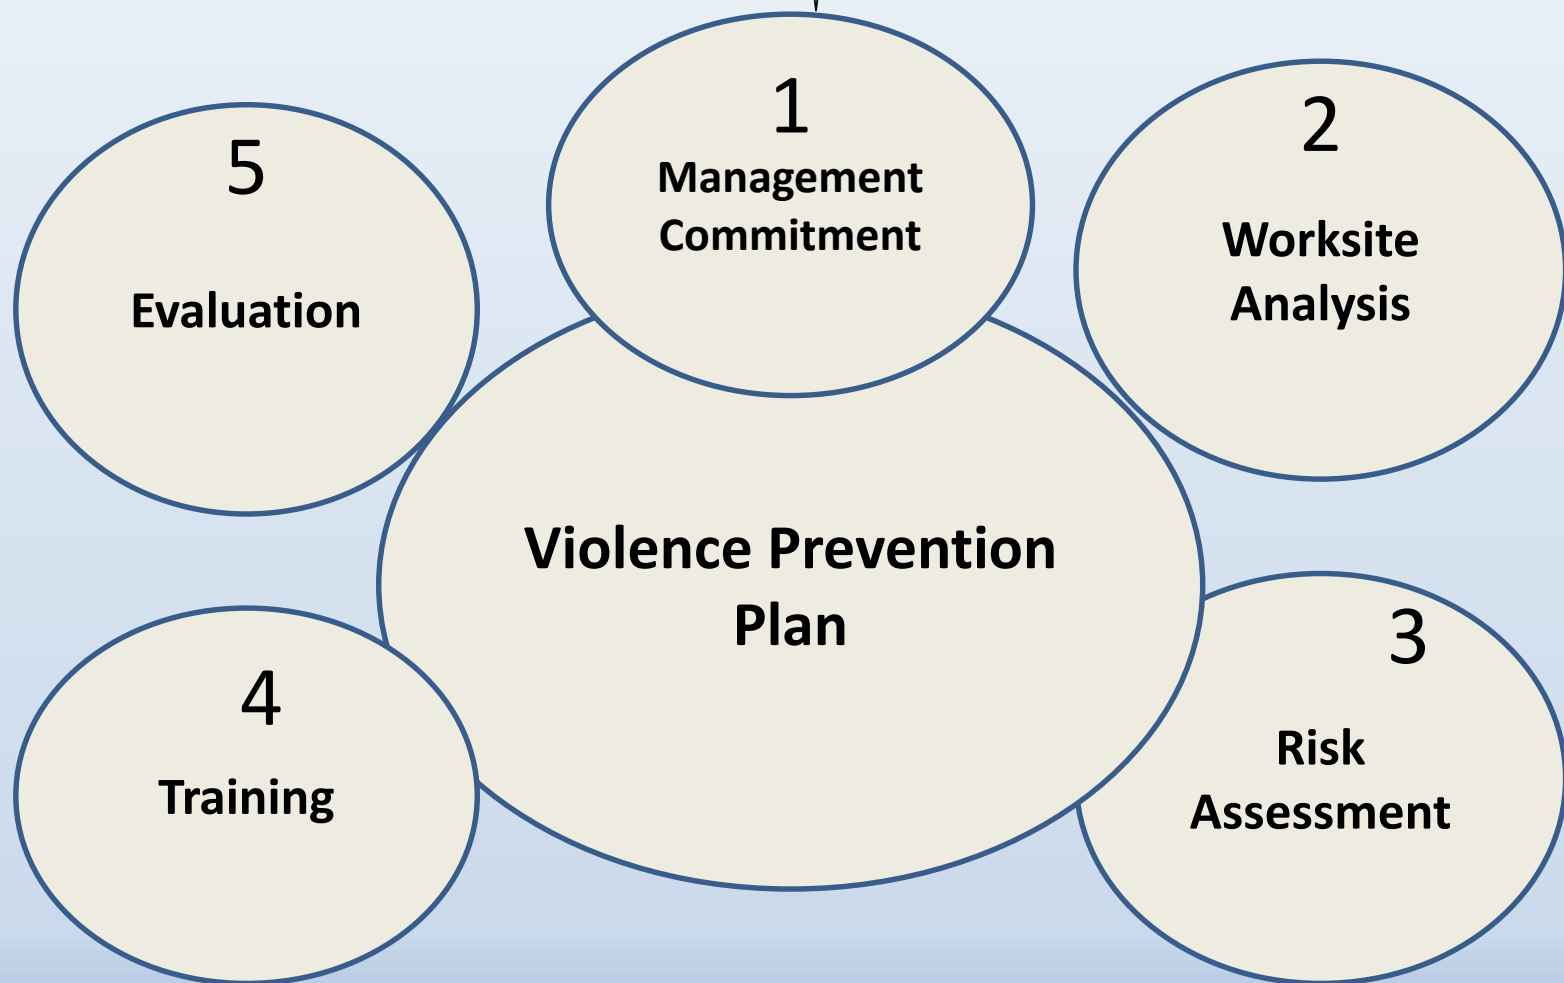 1
Management
Commitment
2
Worksite
Analysis
5
Evaluation
Violence Prevention
Plan
3
Risk
Assessment
4
Training